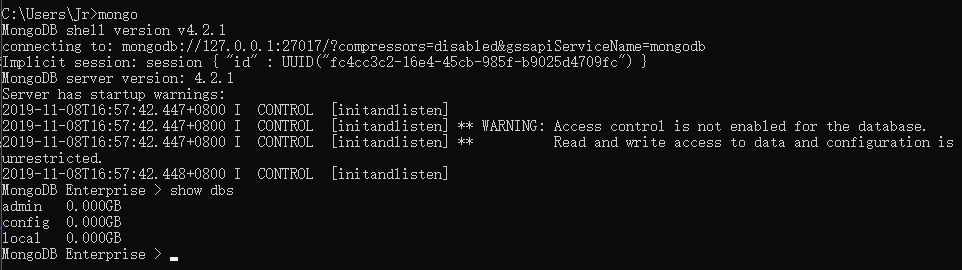 C:\Users\Jr>mongo
MongoDB shell version v4.2.1
connecting to: mongodb://127.0.0.1:27017/?compressors=disabled&gssapiServiceName=mongodb
Implicit session: session { "id" : UUID("fc4cc3c2-16e4-45cb-985f-b9025d4709fc") }
MongoDB server version: 4.2.1
Server has startup warnings:
2019-11-08T16:57:42.447+0800 I  CONTROL  [initandlisten]
2019-11-08T16:57:42.447+0800 I  CONTROL  [initandlisten] ** WARNING: Access control is not enabled for the database.
2019-11-08T16:57:42.447+0800 I  CONTROL  [initandlisten] **          Read and write access to data and configuration is
unrestricted.
2019-11-08T16:57:42.448+0800 I  CONTROL  [initandlisten]
MongoDB Enterprise > show dbs
admin   0.000GB
config  0.000GB
local   0.000GB
MongoDB Enterprise >